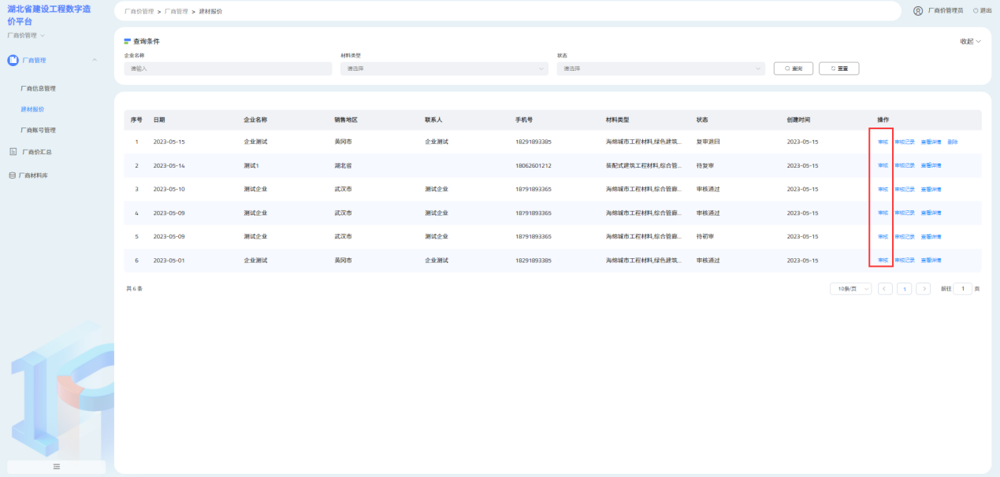 湖北省建设工程数字造
价平台
厂商价管理
厂商管理
厂商信息管理
建材报价
厂商账号管理
厂商价汇总
厂商材料库
厂商价管理 > 厂商管理 > 建材报价
厂商价管理员 退出
查询条件 收起
企业名称 材料类型 状态
请输入 请选择 请选择 查询 重置
序号 日期 企业名称 销售地区 联系人 手机号 材料类型 状态 创建时间 操作
1 2023-05-15 企业测试 黄冈市 企业测试 18291893385 海绵城市工程材料,绿色建筑... 复审退回 2023-05-15 审核 审核记录 查看详情 删除
2 2023-05-14 测试1 湖北省 18062601212 装配式建筑工程材料,综合管... 待复审 2023-05-15 审核 审核记录 查看详情
3 2023-05-10 测试企业 武汉市 测试企业 18791893365 海绵城市工程材料,综合管廊... 审核通过 2023-05-15 审核 审核记录 查看详情
4 2023-05-09 测试企业 武汉市 测试企业 18791893365 海绵城市工程材料,综合管廊... 审核通过 2023-05-15 审核 审核记录 查看详情
5 2023-05-09 测试企业 武汉市 测试企业 18791893365 海绵城市工程材料,综合管廊... 待初审 2023-05-15 审核 审核记录 查看详情
6 2023-05-01 企业测试 黄冈市 企业测试 18291893385 海绵城市工程材料,绿色建筑... 审核通过 2023-05-15 审核 审核记录 查看详情
共 6 条 10条/页 1 前往 1 页